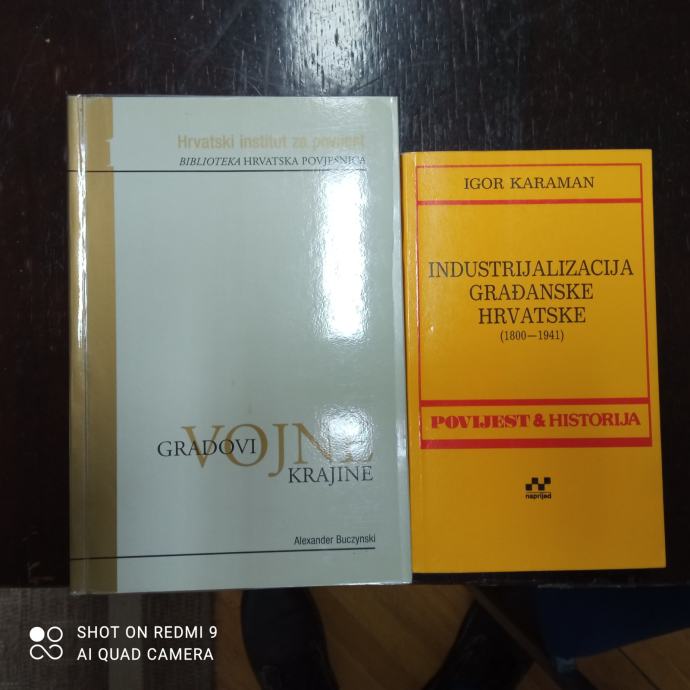 Hrvatski institut za povijest
BIBLIOTEKA HRVATSKA POVJESNICA
GRADOVI
VOJNE
KRAJINE
Alexander Buczynski
IGOR KARAMAN
INDUSTRIJALIZACIJA
GRAĐANSKE
HRVATSKE
(1800—1941)
POVIJEST & HISTORIJA
naprijed
SHOT ON REDMI 9
AI QUAD CAMERA